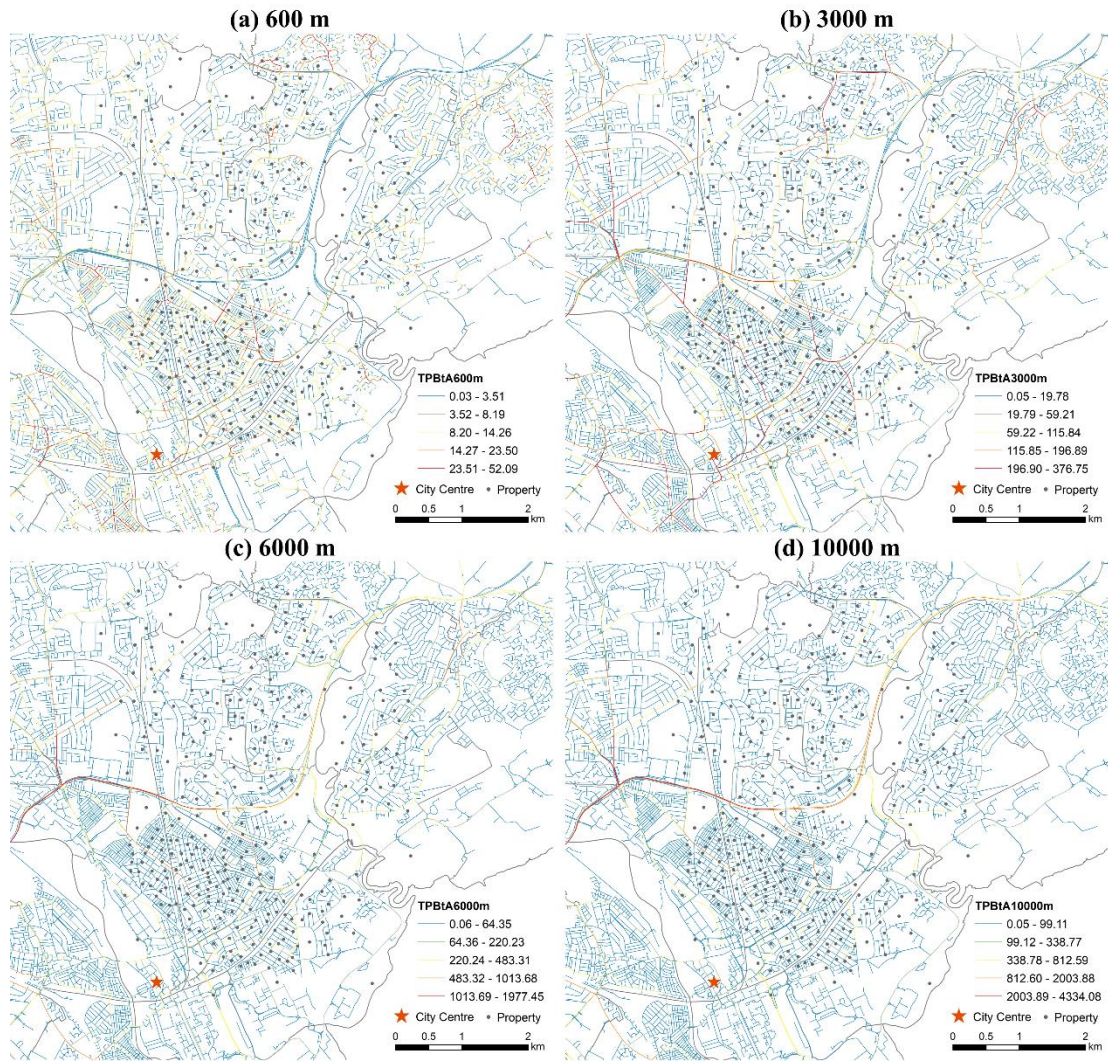 (a) 600 m
TPBtA600m
0.03 - 3.51
3.52 - 8.19
8.20 - 14.26
14.27 - 23.50
23.51 - 52.09
City Centre Property
0 0.5 1 2
km
(b) 3000 m
TPBtA3000m
0.05 - 19.78
19.79 - 59.21
59.22 - 115.84
115.85 - 196.89
196.90 - 376.75
City Centre Property
0 0.5 1 2
km
(c) 6000 m
TPBtA6000m
0.06 - 64.35
64.36 - 220.23
220.24 - 483.31
483.32 - 1013.68
1013.69 - 1977.45
City Centre Property
0 0.5 1 2
km
(d) 10000 m
TPBtA10000m
0.05 - 99.11
99.12 - 338.77
338.78 - 812.59
812.60 - 2003.88
2003.89 - 4334.08
City Centre Property
0 0.5 1 2
km